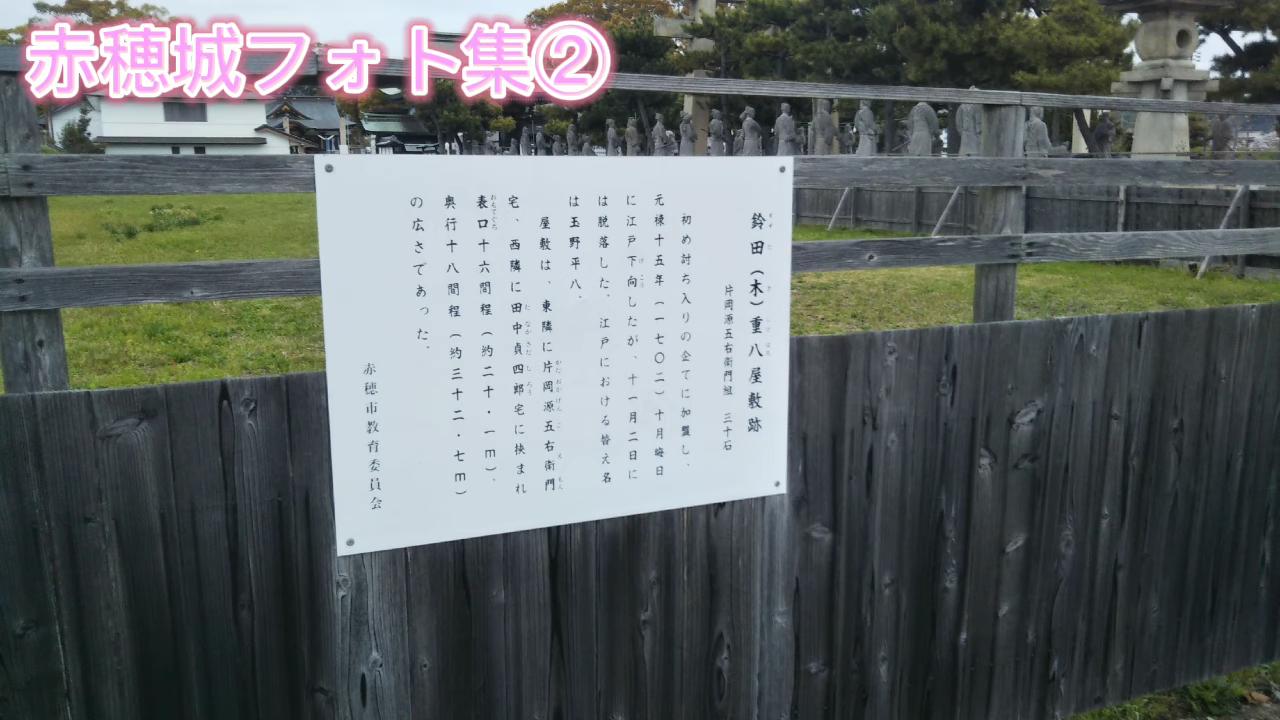 赤穂城フォト集②
鈴田（木）重八屋敷跡
片岡源五右衛門組　三十石
初め討ち入りの企てに加盟し、
元禄十五年（一七〇二）十月晦日
に江戸下向したが、十一月二日に
は脱落した。江戸における替え名
は玉野平八。
屋敷は、東隣に片岡源五右衛門
宅、西隣に田中貞四郎宅に挟まれ
表口十六間程（約二十・一ｍ）、
奥行十八間程（約三十二・七ｍ）
の広さであった。
赤穂市教育委員会